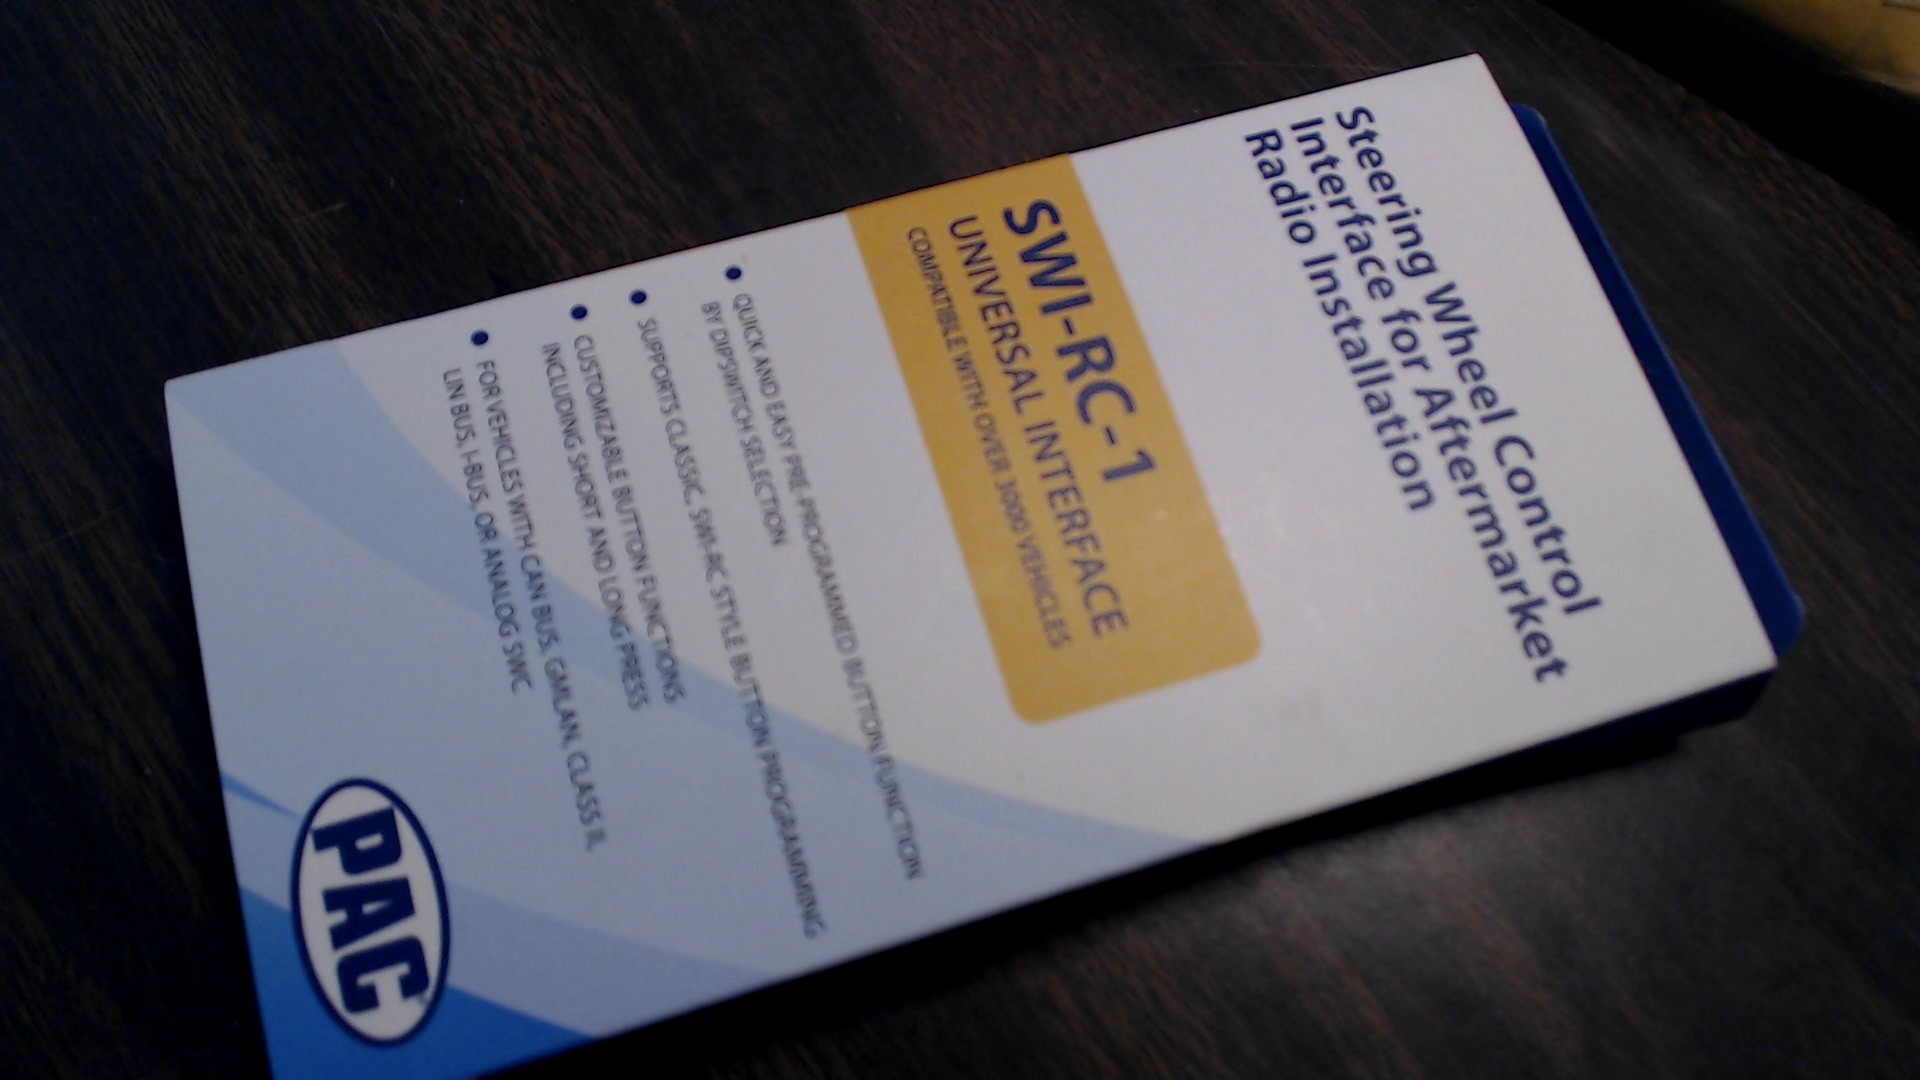 Steering Wheel Control
Interface for Aftermarket
Radio Installation
SWI-RC-1
UNIVERSAL INTERFACE
COMPATIBLE WITH OVER 3000 VEHICLES
• QUICK AND EASY PRE-PROGRAMMED BUTTON FUNCTION
BY DIPSWITCH SELECTION
• SUPPORTS CLASSIC, SWI-RC STYLE BUTTON PROGRAMMING
• CUSTOMIZABLE BUTTON FUNCTIONS
INCLUDING SHORT AND LONG PRESS
• FOR VEHICLES WITH CAN BUS, GMLAN, CLASS II,
LIN BUS, I-BUS, OR ANALOG SWC
PAC